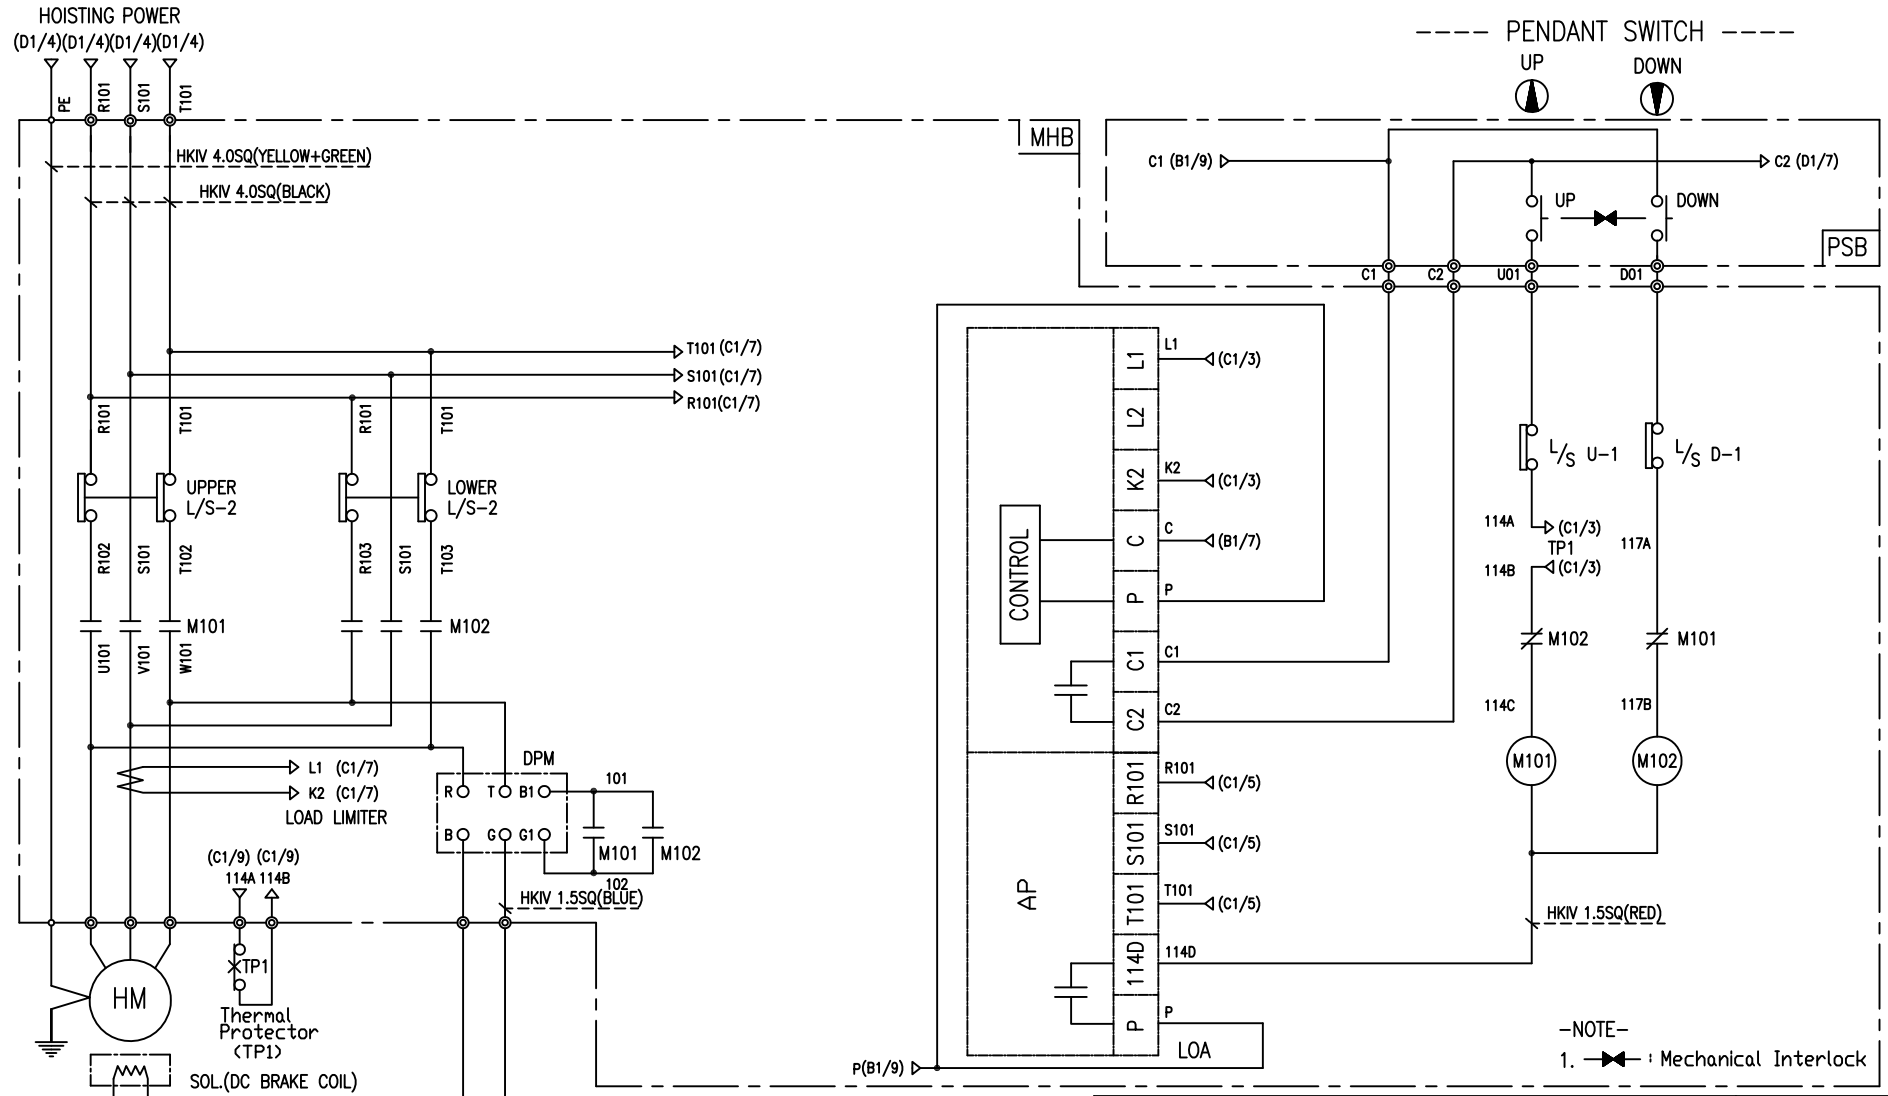 HOISTING POWER
(D1/4)(D1/4)(D1/4)(D1/4)
PE
R101
S101
T101
HKIV 4.0SQ(YELLOW+GREEN)
HKIV 4.0SQ(BLACK)
MHB
T101 (C1/7)
S101 (C1/7)
R101(C1/7)
R101
T101
R101
T101
UPPER
L/S-2
LOWER
L/S-2
R102
S101
T102
R103
S101
T103
M101
M102
U101
V101
W101
L1 (C1/7)
K2 (C1/7)
LOAD LIMITER
DPM
R
T
B1
B
G
G1
101
M101
M102
102
HKIV 1.5SQ(BLUE)
(C1/9) (C1/9)
114A 114B
TP1
HM
Thermal
Protector
(TP1)
SOL.(DC BRAKE COIL)
---- PENDANT SWITCH ----
UP
DOWN
C1 (B1/9)
C2 (D1/7)
UP
DOWN
PSB
C1
C2
U01
D01
L1
L1
(C1/3)
L2
K2
K2
(C1/3)
CONTROL
C
C
(B1/7)
P
P
C1
C1
C2
C2
R101
R101
(C1/5)
S101
S101
(C1/5)
AP
T101
T101
(C1/5)
114D
114D
P
P
LOA
P(B1/9)
L/S U-1
L/S D-1
114A
(C1/3)
TP1
114B
(C1/3)
117A
M102
M101
114C
117B
M101
M102
HKIV 1.5SQ(RED)
-NOTE-
1. : Mechanical Interlock